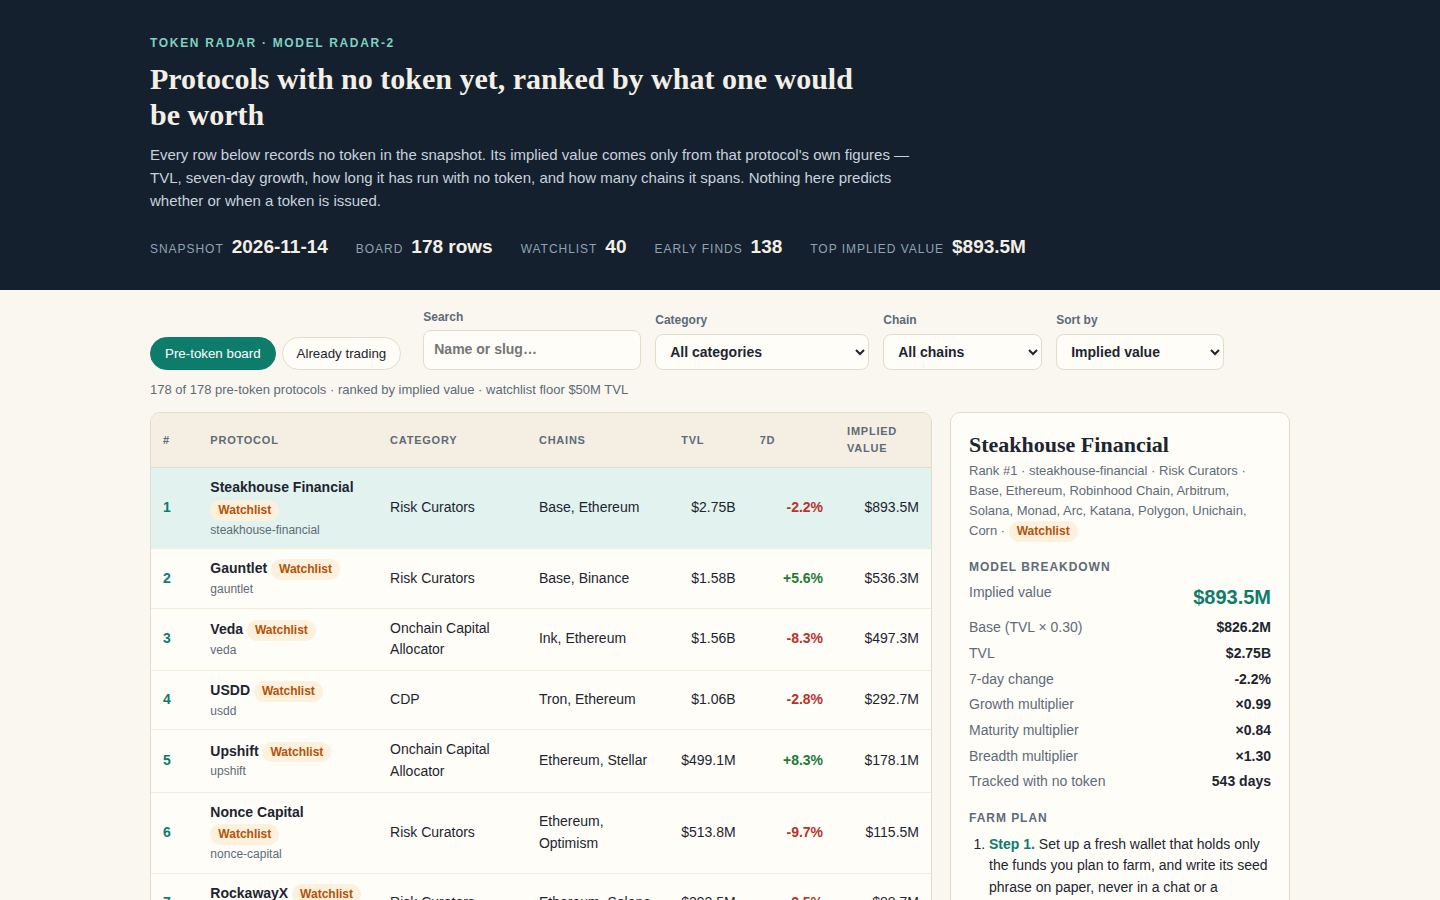 TOKEN RADAR · MODEL RADAR-2
Protocols with no token yet, ranked by what one would
be worth
Every row below records no token in the snapshot. Its implied value comes only from that protocol's own figures —
TVL, seven-day growth, how long it has run with no token, and how many chains it spans. Nothing here predicts
whether or when a token is issued.
SNAPSHOT 2026-11-14 BOARD 178 rows WATCHLIST 40 EARLY FINDS 138 TOP IMPLIED VALUE $893.5M
Search Category Chain Sort by
Pre-token board Already trading Name or slug… All categories All chains Implied value
178 of 178 pre-token protocols · ranked by implied value · watchlist floor $50M TVL
# PROTOCOL CATEGORY CHAINS TVL 7D IMPLIED
VALUE
Steakhouse Financial
1 Watchlist Risk Curators Base, Ethereum $2.75B -2.2% $893.5M
steakhouse-financial
Gauntlet Watchlist
2 Risk Curators Base, Binance $1.58B +5.6% $536.3M
gauntlet
Veda Watchlist Onchain Capital
3 Ink, Ethereum $1.56B -8.3% $497.3M
veda Allocator
USDD Watchlist
4 CDP Tron, Ethereum $1.06B -2.8% $292.7M
usdd
Upshift Watchlist Onchain Capital
5 Ethereum, Stellar $499.1M +8.3% $178.1M
upshift Allocator
Nonce Capital Ethereum,
6 Watchlist Risk Curators Optimism $513.8M -9.7% $115.5M
nonce-capital
RockawayX Watchlist
Steakhouse Financial
Rank #1 · steakhouse-financial · Risk Curators ·
Base, Ethereum, Robinhood Chain, Arbitrum,
Solana, Monad, Arc, Katana, Polygon, Unichain,
Corn · Watchlist
MODEL BREAKDOWN
Implied value $893.5M
Base (TVL × 0.30) $826.2M
TVL $2.75B
7-day change -2.2%
Growth multiplier ×0.99
Maturity multiplier ×0.84
Breadth multiplier ×1.30
Tracked with no token 543 days
FARM PLAN
1. Step 1. Set up a fresh wallet that holds only
the funds you plan to farm, and write its seed
phrase on paper, never in a chat or a